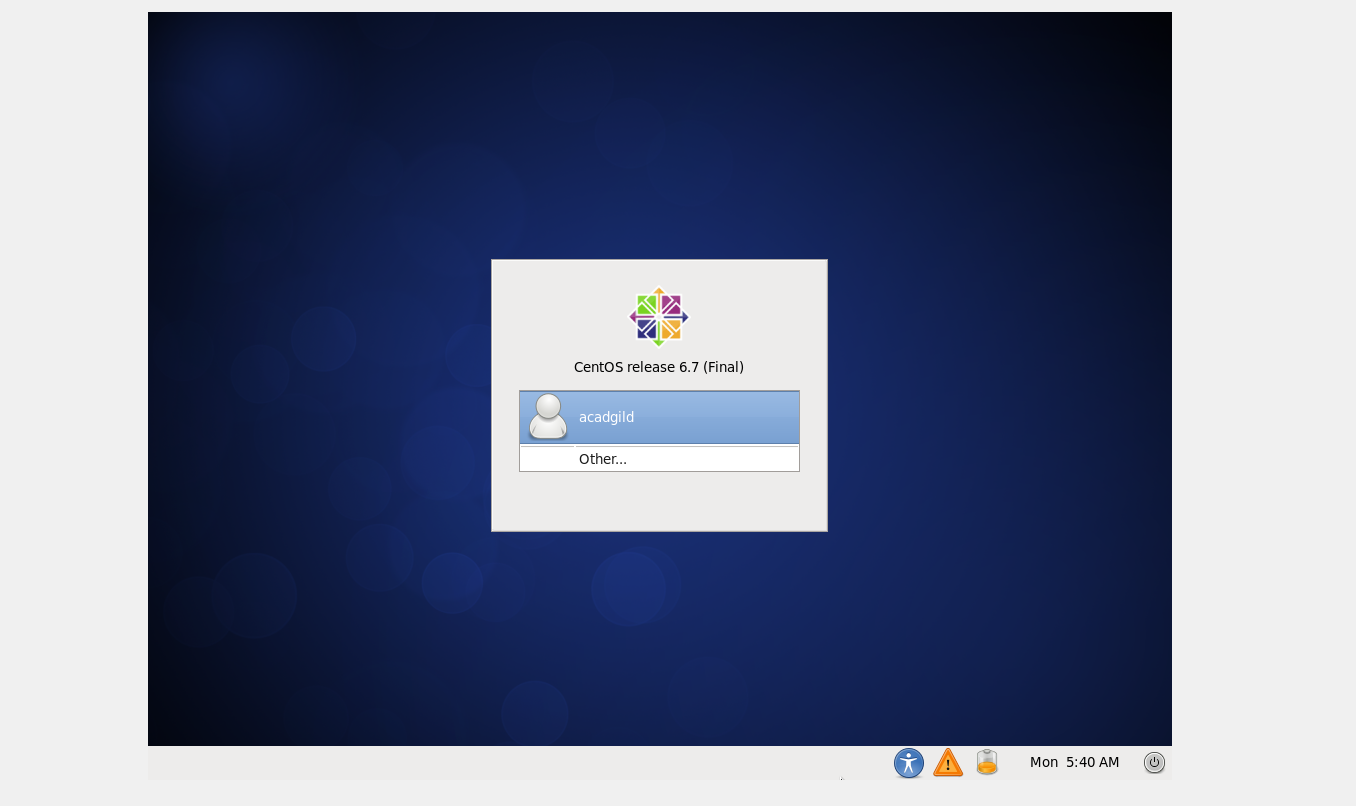 CentOS release 6.7 (Final)
acadgild
Other...
Mon 5:40 AM